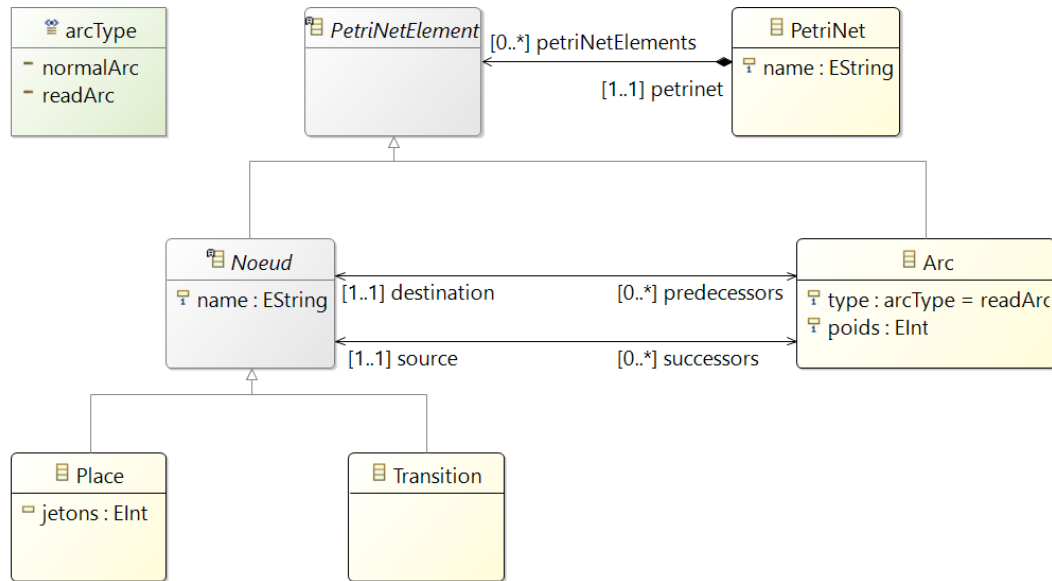 arcType
normalArc
readArc
PetriNetElement
[0..*] petriNetElements
[1..1] petrinet
PetriNet
name : EString
Noeud
name : EString
[1..1] destination
[0..*] predecessors
[1..1] source
[0..*] successors
Arc
type : arcType = readArc
poids : EInt
Place
jetons : EInt
Transition